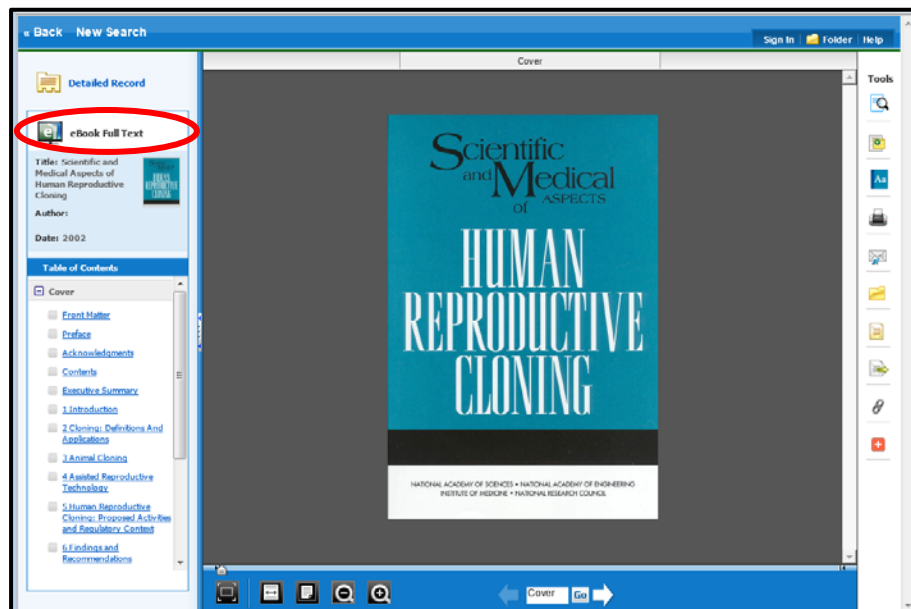 « Back New Search
Sign In Folder Help
Detailed Record
eBook Full Text
Title: Scientific and
Medical Aspects of
Human Reproductive
Cloning
Author:
Date: 2002
Table of Contents
Cover
Front Matter
Preface
Acknowledgments
Contents
Executive Summary
1 Introduction
2 Cloning: Definitions And
Applications
3 Animal Cloning
4 Assisted Reproductive
Technology
5 Human Reproductive
Cloning: Proposed Activities
and Regulatory Context
6 Findings and
Recommendations
Cover
Scientific
and Medical
of ASPECTS
HUMAN
REPRODUCTIVE
CLONING
NATIONAL ACADEMY OF SCIENCES • NATIONAL ACADEMY OF ENGINEERING
INSTITUTE OF MEDICINE • NATIONAL RESEARCH COUNCIL
Cover Go
Tools
Aa